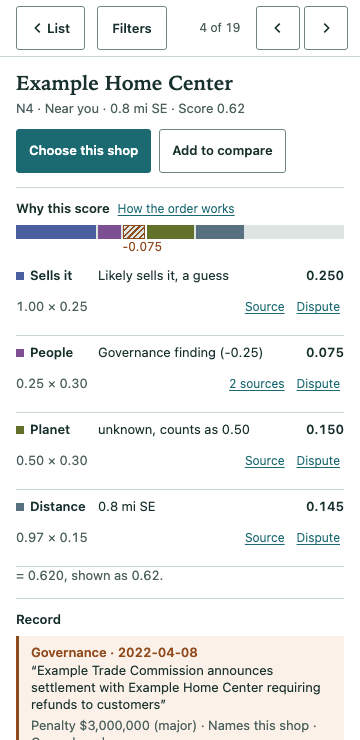 List
Filters
4 of 19
Example Home Center
N4 · Near you · 0.8 mi SE · Score 0.62
Choose this shop
Add to compare
Why this score How the order works
-0.075
Sells it Likely sells it, a guess 0.250
1.00 × 0.25 Source Dispute
People Governance finding (-0.25) 0.075
0.25 × 0.30 2 sources Dispute
Planet unknown, counts as 0.50 0.150
0.50 × 0.30 Source Dispute
Distance 0.8 mi SE 0.145
0.97 × 0.15 Source Dispute
= 0.620, shown as 0.62.
Record
Governance · 2022-04-08
“Example Trade Commission announces
settlement with Example Home Center requiring
refunds to customers”
Penalty $3,000,000 (major) · Names this shop ·